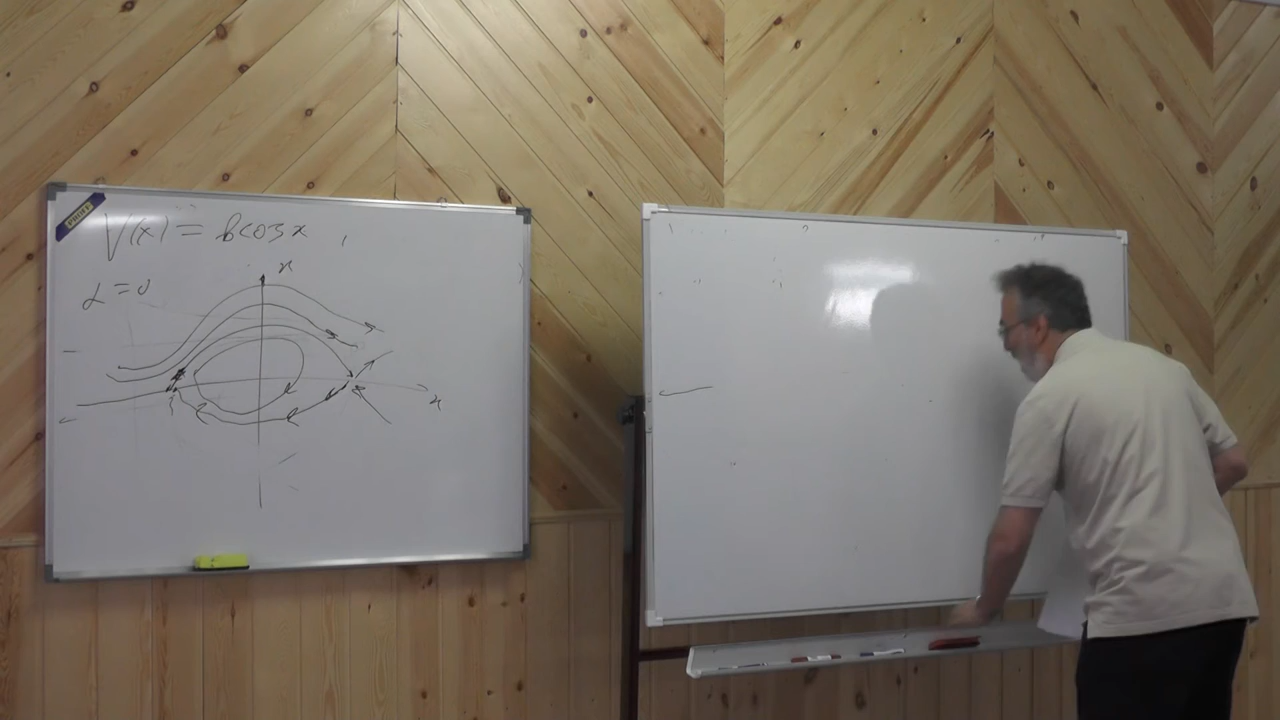 V(x) = b cos x ,
α = 0
x
x